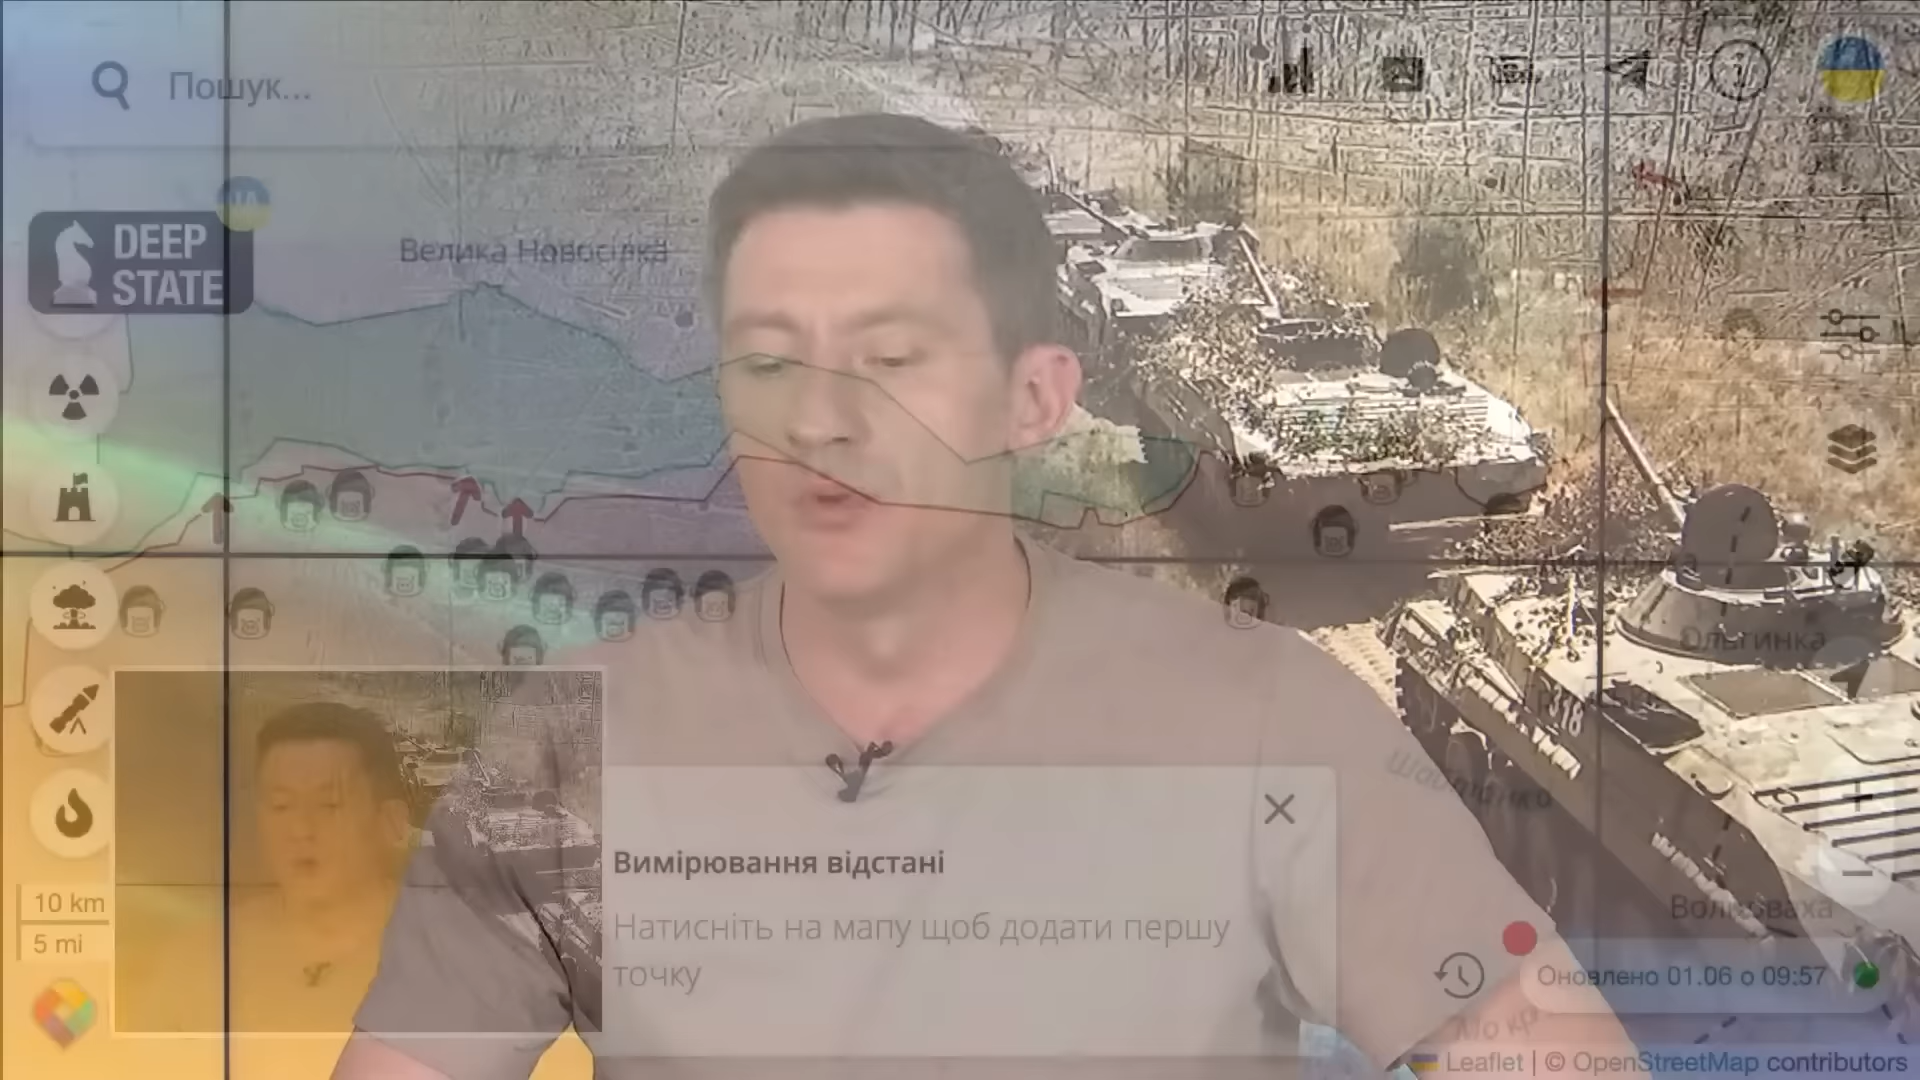 Пошук...
UA
DEEP
STATE
Велика Новосілка
Ольгинка
318
Волноваха
10 km
5 mi
Вимірювання відстані
Натисніть на мапу щоб додати першу
точку
Оновлено 01.06 о 09:57
Leaflet | © OpenStreetMap contributors